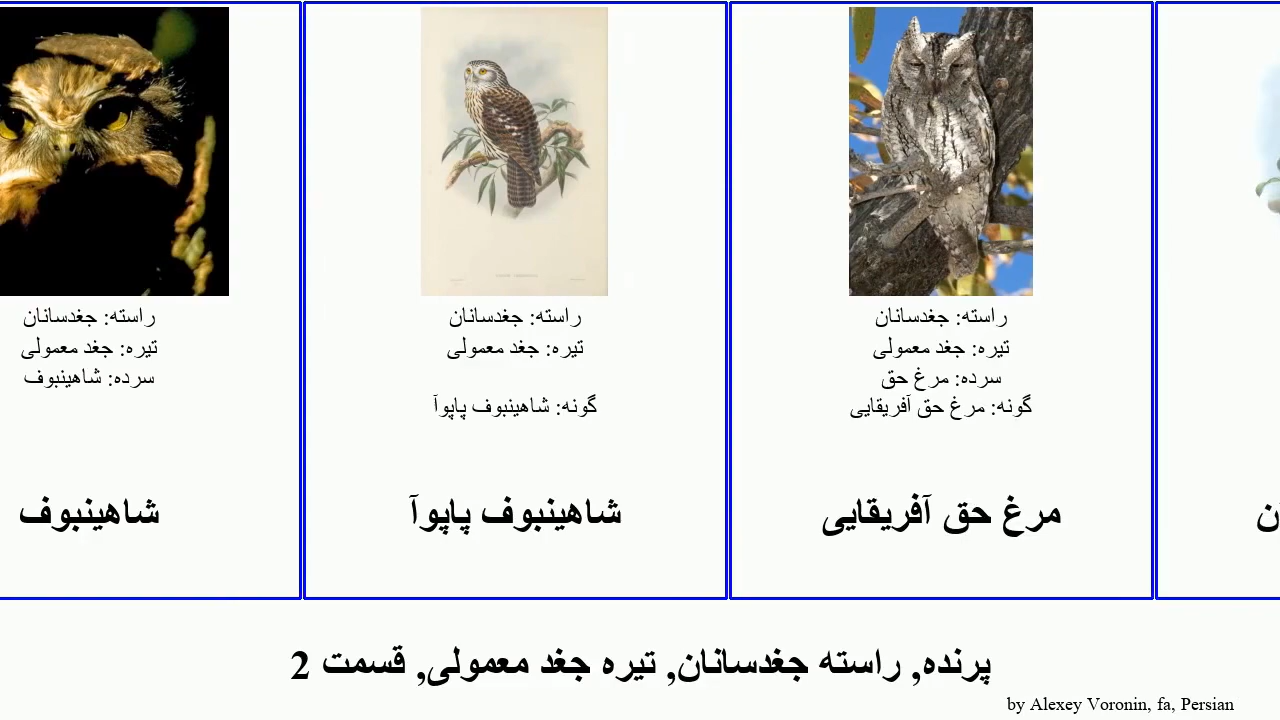 راسته: جغدسانان
تیره: جغد معمولی
سرده: شاهینبوف
شاهینبوف
راسته: جغدسانان
تیره: جغد معمولی
گونه: شاهینبوف پاپوآ
شاهینبوف پاپوآ
راسته: جغدسانان
تیره: جغد معمولی
سرده: مرغ حق
گونه: مرغ حق آفریقایی
مرغ حق آفریقایی
پرنده, راسته جغدسانان, تیره جغد معمولی, قسمت 2
by Alexey Voronin, fa, Persian